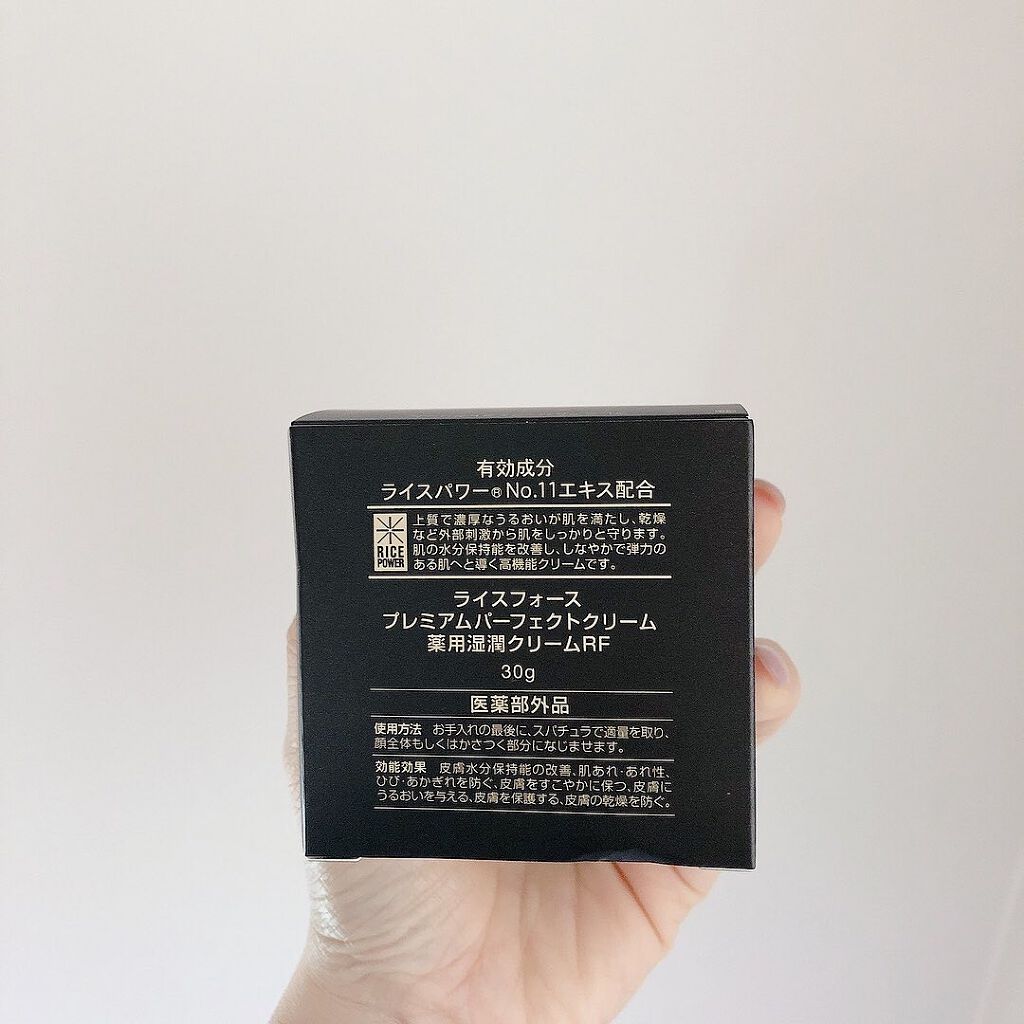 有効成分
ライスパワー®No.11エキス配合
上質で濃厚なうるおいが肌を満たし、乾燥
など外部刺激から肌をしっかりと守ります。
肌の水分保持能を改善し、しなやかで弾力の
ある肌へと導く高機能クリームです。
RICE
POWER
ライスフォース
プレミアムパーフェクトクリーム
薬用湿潤クリームRF
30g
医薬部外品
使用方法 お手入れの最後に、スパチュラで適量を取り、
顔全体もしくはかさつく部分になじませます。
効能効果 皮膚水分保持能の改善、肌あれ・あれ性、
ひび・あかぎれを防ぐ、皮膚をすこやかに保つ、皮膚に
うるおいを与える、皮膚を保護する、皮膚の乾燥を防ぐ。